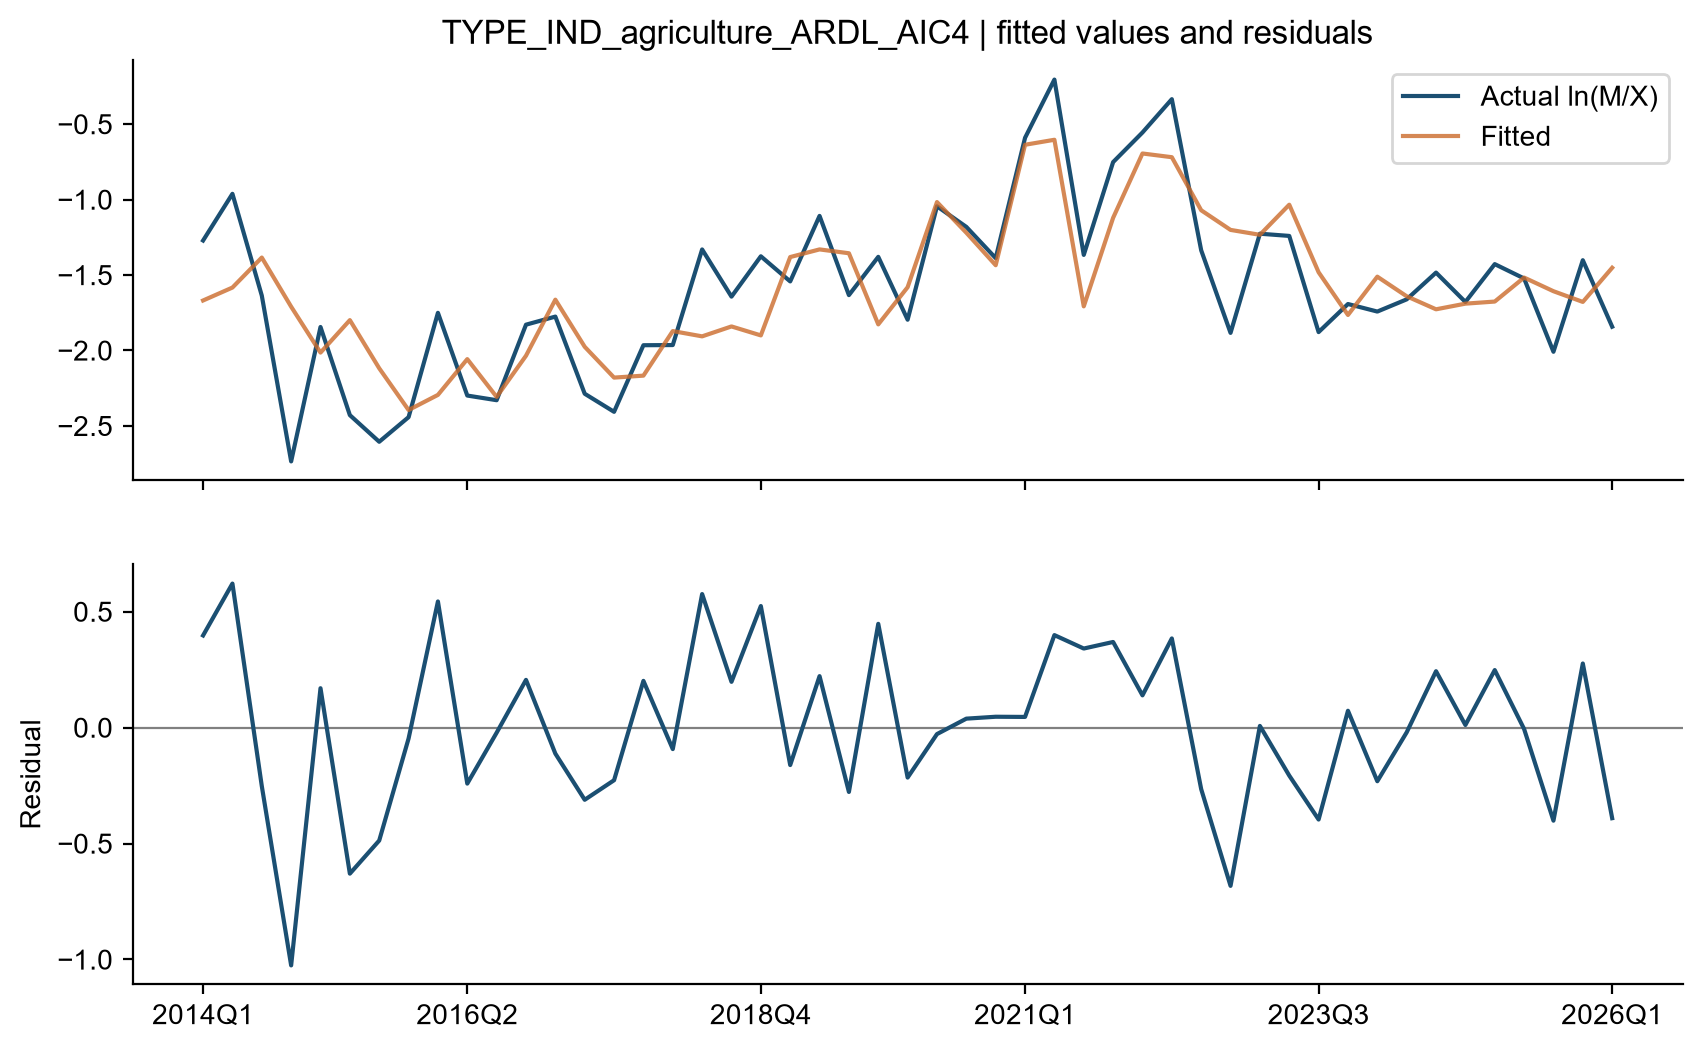 TYPE_IND_agriculture_ARDL_AIC4 | fitted values and residuals
Actual ln(M/X)
Fitted
−0.5
−1.0
−1.5
−2.0
−2.5
0.5
0.0
−0.5
−1.0
Residual
2014Q1
2016Q2
2018Q4
2021Q1
2023Q3
2026Q1